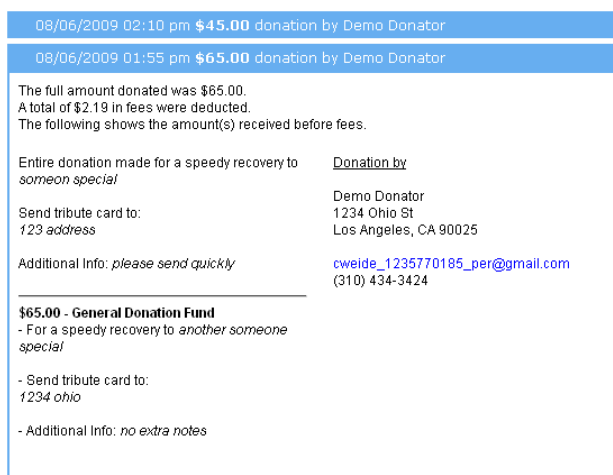 08/06/2009 02:10 pm $45.00 donation by Demo Donator
08/06/2009 01:55 pm $65.00 donation by Demo Donator
The full amount donated was $65.00.
A total of $2.19 in fees were deducted.
The following shows the amount(s) received before fees.
Entire donation made for a speedy recovery to
someon special
Send tribute card to:
123 address
Additional Info: please send quickly
$65.00 - General Donation Fund
- For a speedy recovery to another someone
special
- Send tribute card to:
1234 ohio
- Additional Info: no extra notes
Donation by
Demo Donator
1234 Ohio St
Los Angeles, CA 90025
cweide_1235770185_per@gmail.com
(310) 434-3424